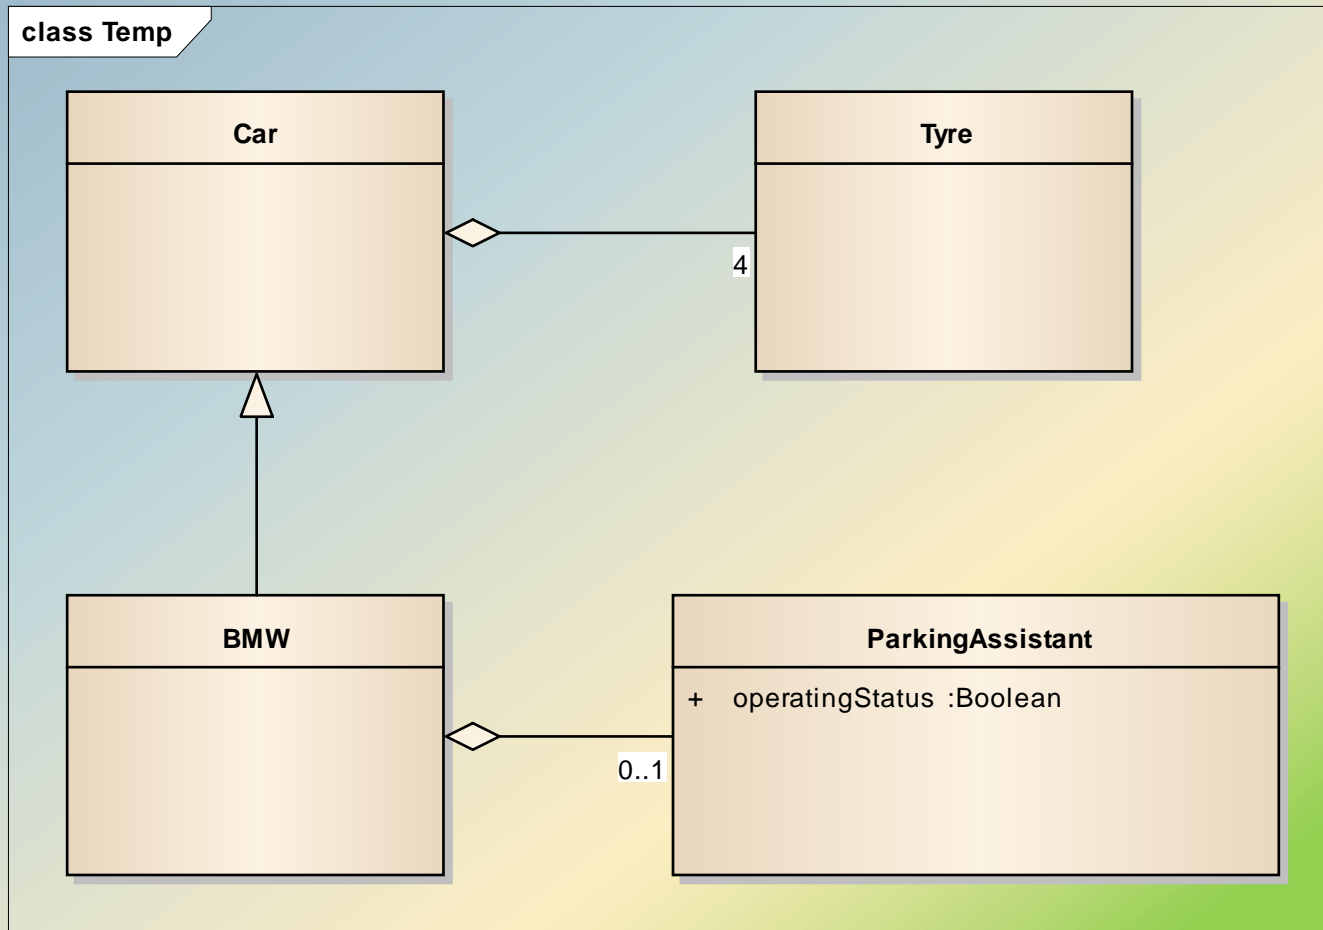 class Temp
Car
Tyre
4
BMW
ParkingAssistant
+ operatingStatus :Boolean
0..1